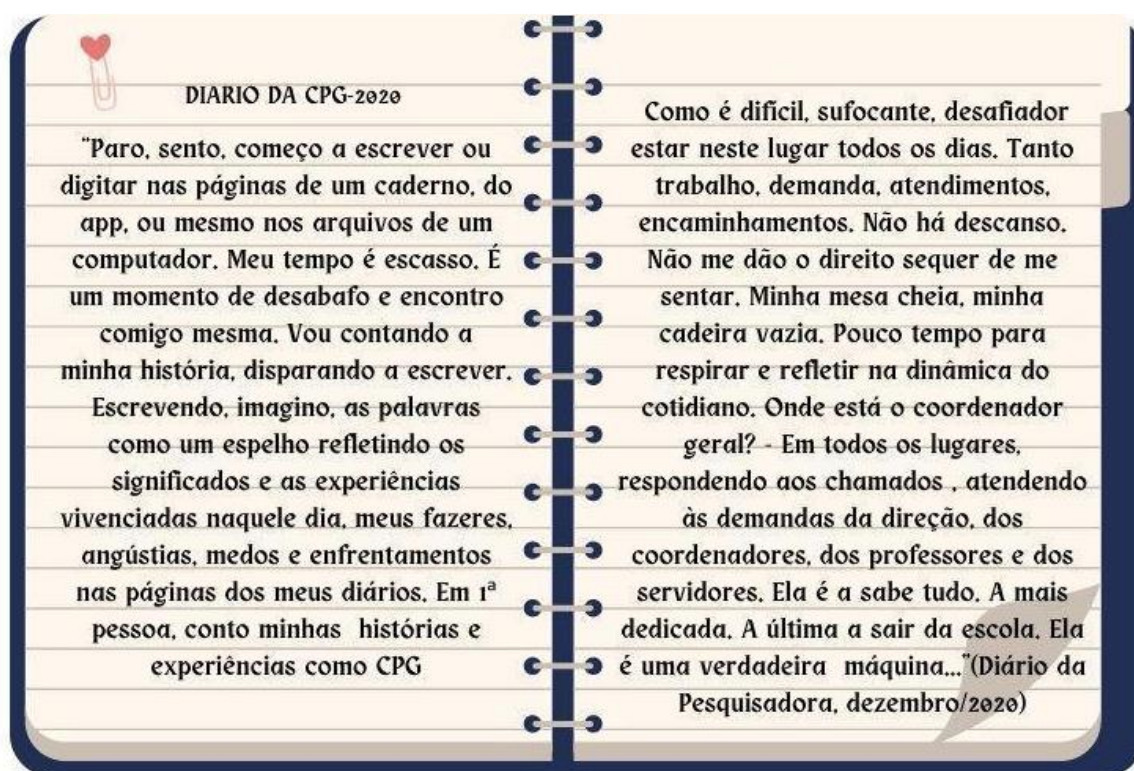 DIARIO DA CPG-2020
"Paro, sento, começo a escrever ou
digitar nas páginas de um caderno, do
app, ou mesmo nos arquivos de um
computador. Meu tempo é escasso. É
um momento de desabafo e encontro
comigo mesma. Vou contando a
minha história, disparando a escrever.
Escrevendo, imagino, as palavras
como um espelho refletindo os
significados e as experiências
vivenciadas naquele dia, meus fazeres,
angústias, medos e enfrentamentos
nas páginas dos meus diários. Em 1ª
pessoa, conto minhas histórias e
experiências como CPG
Como é difícil, sufocante, desafiador
estar neste lugar todos os dias. Tanto
trabalho, demanda, atendimentos,
encaminhamentos. Não há descanso.
Não me dão o direito sequer de me
sentar. Minha mesa cheia, minha
cadeira vazia. Pouco tempo para
respirar e refletir na dinâmica do
cotidiano. Onde está o coordenador
geral? - Em todos os lugares,
respondendo aos chamados , atendendo
às demandas da direção, dos
coordenadores, dos professores e dos
servidores. Ela é a sabe tudo. A mais
dedicada. A última a sair da escola. Ela
é uma verdadeira máquina..."(Diário da
Pesquisadora, dezembro/2020)